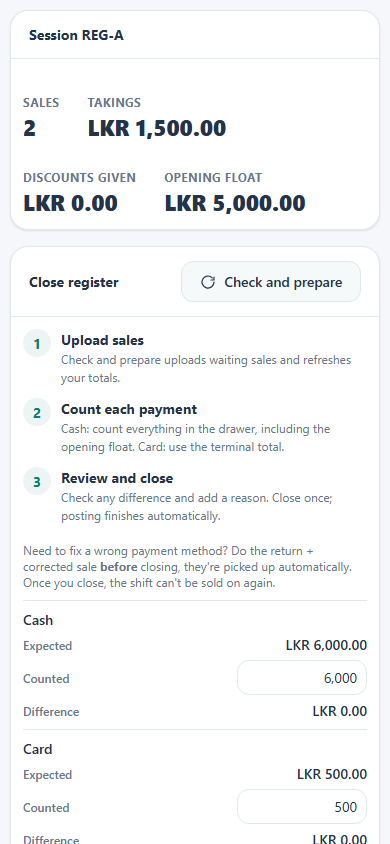 Session REG-A
SALES TAKINGS
2 LKR 1,500.00
DISCOUNTS GIVEN OPENING FLOAT
LKR 0.00 LKR 5,000.00
Close register Check and prepare
1 Upload sales
Check and prepare uploads waiting sales and refreshes
your totals.
2 Count each payment
Cash: count everything in the drawer, including the
opening float. Card: use the terminal total.
3 Review and close
Check any difference and add a reason. Close once;
posting finishes automatically.
Need to fix a wrong payment method? Do the return +
corrected sale before closing, they're picked up automatically.
Once you close, the shift can't be sold on again.
Cash
Expected LKR 6,000.00
Counted 6,000
Difference LKR 0.00
Card
Expected LKR 500.00
Counted 500
Difference LKR 0.00